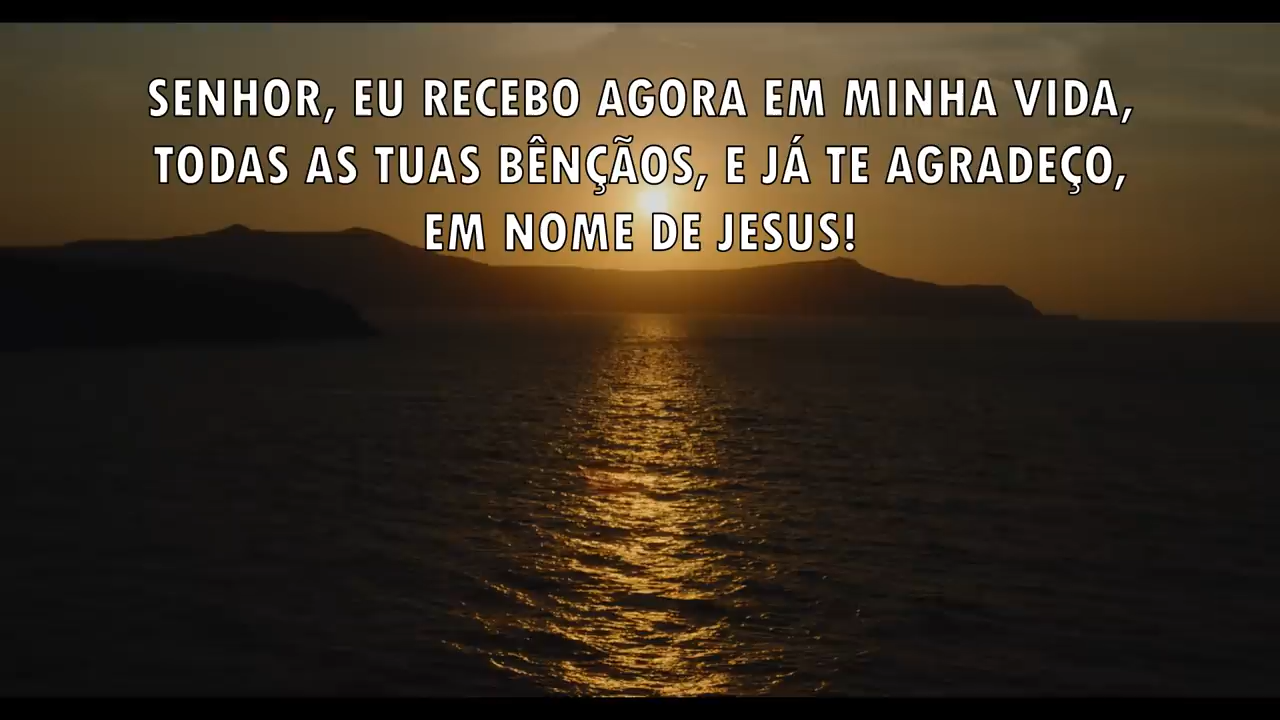 SENHOR, EU RECEBO AGORA EM MINHA VIDA,
TODAS AS TUAS BÊNÇÃOS, E JÁ TE AGRADEÇO,
EM NOME DE JESUS!